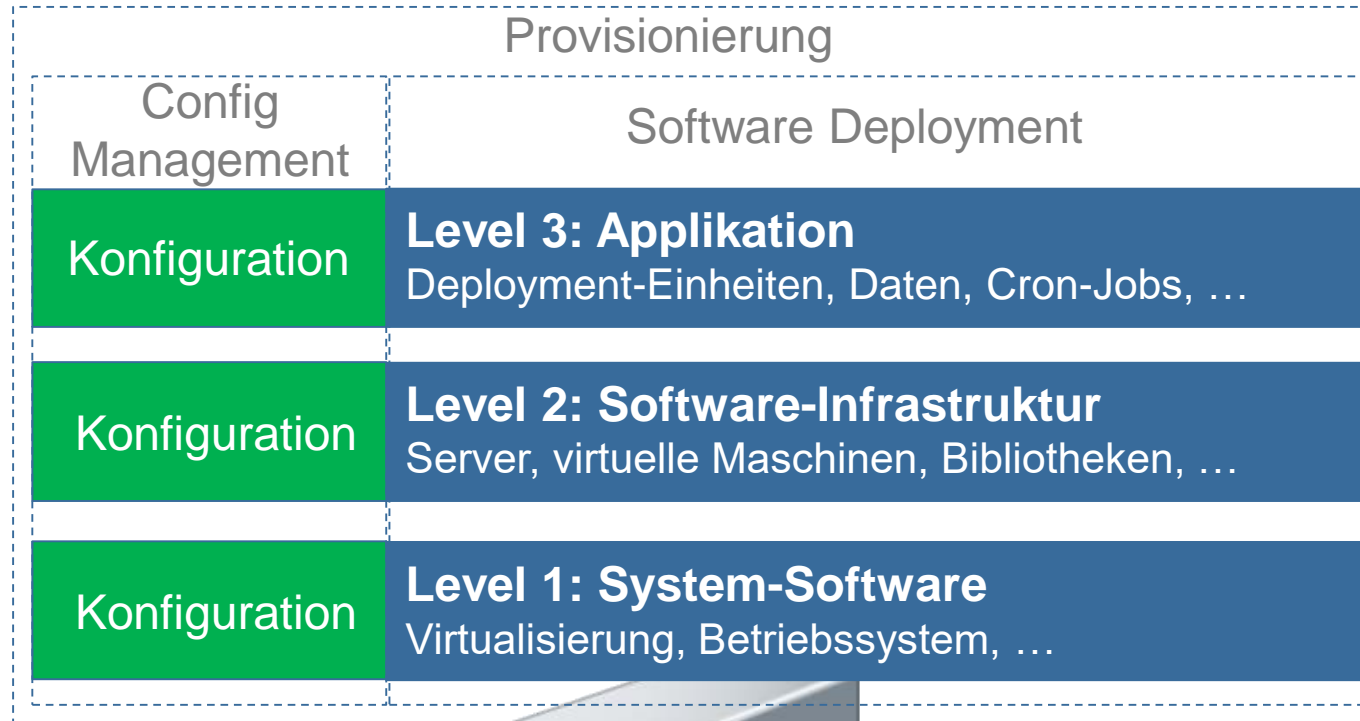 Provisionierung
Config
Management
Software Deployment
Konfiguration
Level 3: Applikation
Deployment-Einheiten, Daten, Cron-Jobs, …
Konfiguration
Level 2: Software-Infrastruktur
Server, virtuelle Maschinen, Bibliotheken, …
Konfiguration
Level 1: System-Software
Virtualisierung, Betriebssystem, …